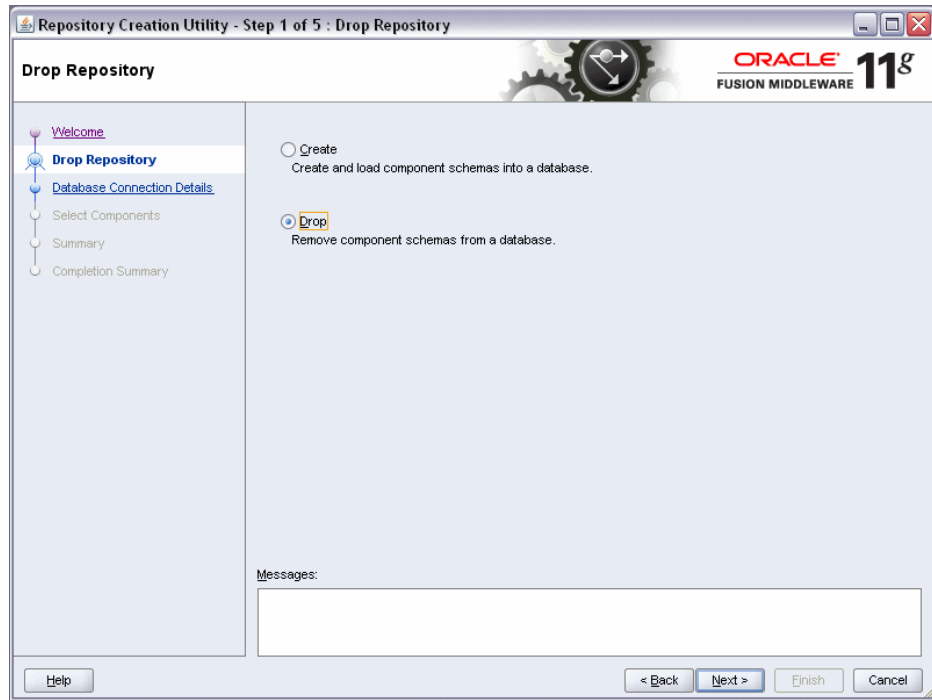 Repository Creation Utility - Step 1 of 5 : Drop Repository
Drop Repository
ORACLE
FUSION MIDDLEWARE
11g
Welcome
Drop Repository
Database Connection Details
Select Components
Summary
Completion Summary
Create
Create and load component schemas into a database.
Drop
Remove component schemas from a database.
Messages:
Help
< Back
Next >
Finish
Cancel